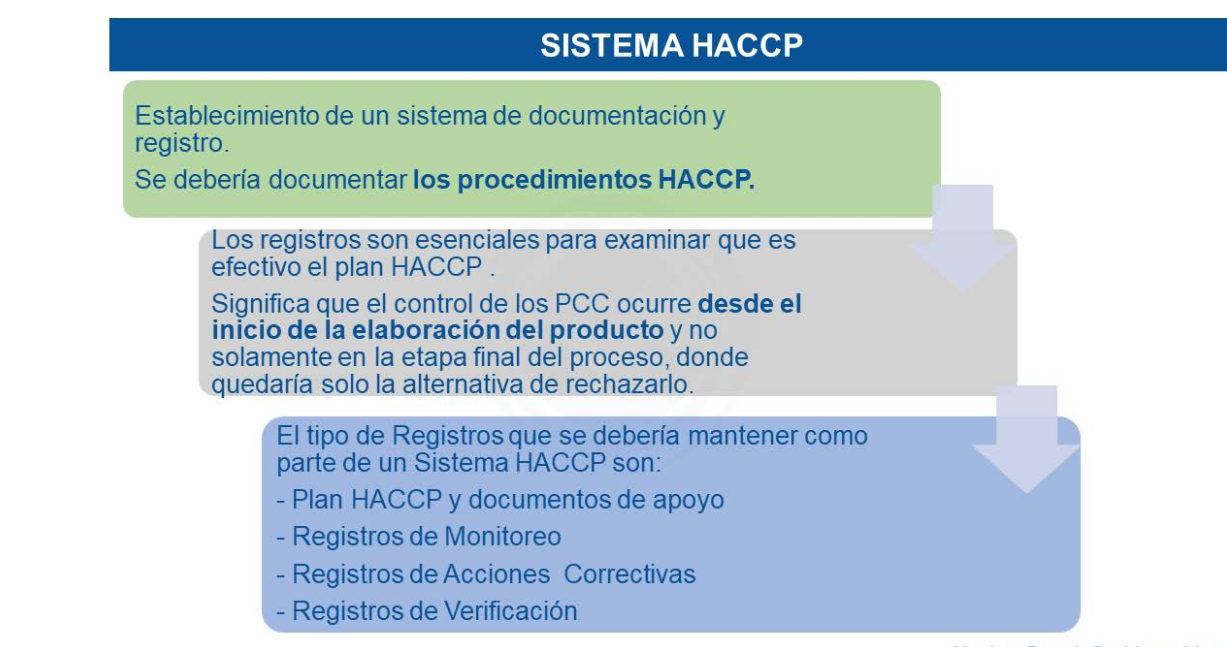 SISTEMA HACCP
Establecimiento de un sistema de documentación y
registro.
Se debería documentar los procedimientos HACCP.
Los registros son esenciales para examinar que es
efectivo el plan HACCP .
Significa que el control de los PCC ocurre desde el
inicio de la elaboración del producto y no
solamente en la etapa final del proceso, donde
quedaría solo la alternativa de rechazarlo.
El tipo de Registros que se debería mantener como
parte de un Sistema HACCP son:
- Plan HACCP y documentos de apoyo
- Registros de Monitoreo
- Registros de Acciones  Correctivas
- Registros de Verificación